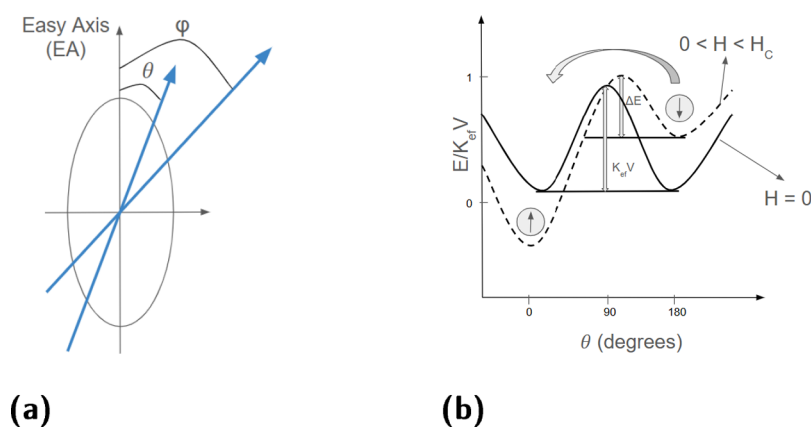 Easy Axis
(EA)
φ
θ
(a)
0 < H < H_C
1
ΔE
↓
E/K_ef V
K_ef V
H = 0
0
↑
0 90 180
θ (degrees)
(b)